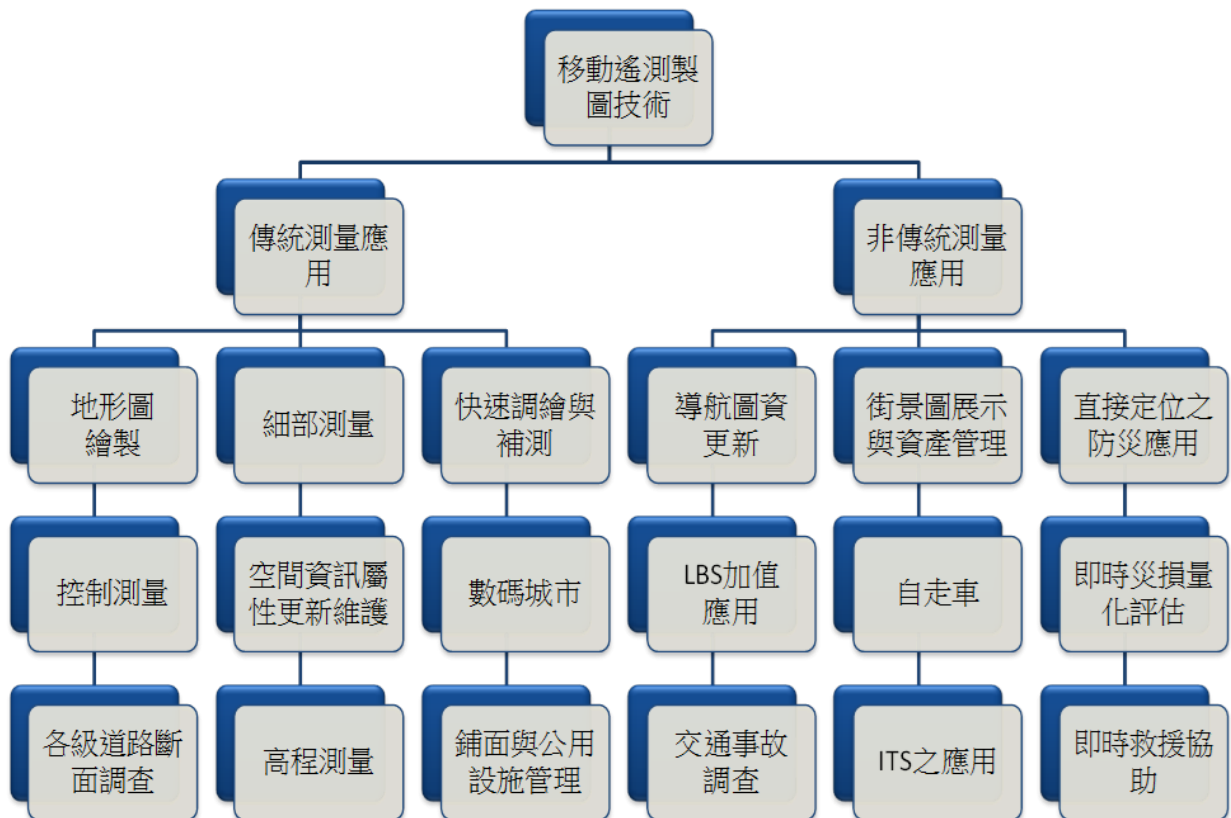 移動遙測製
圖技術
傳統測量應
用
非傳統測量
應用
地形圖
繪製
細部測量
快速調繪與
補測
導航圖資
更新
街景圖展示
與資產管理
直接定位之
防災應用
控制測量
空間資訊屬
性更新維護
數碼城市
LBS加值
應用
自走車
即時災損量
化評估
各級道路斷
面調查
高程測量
鋪面與公用
設施管理
交通事故
調查
ITS之應用
即時救援協
助